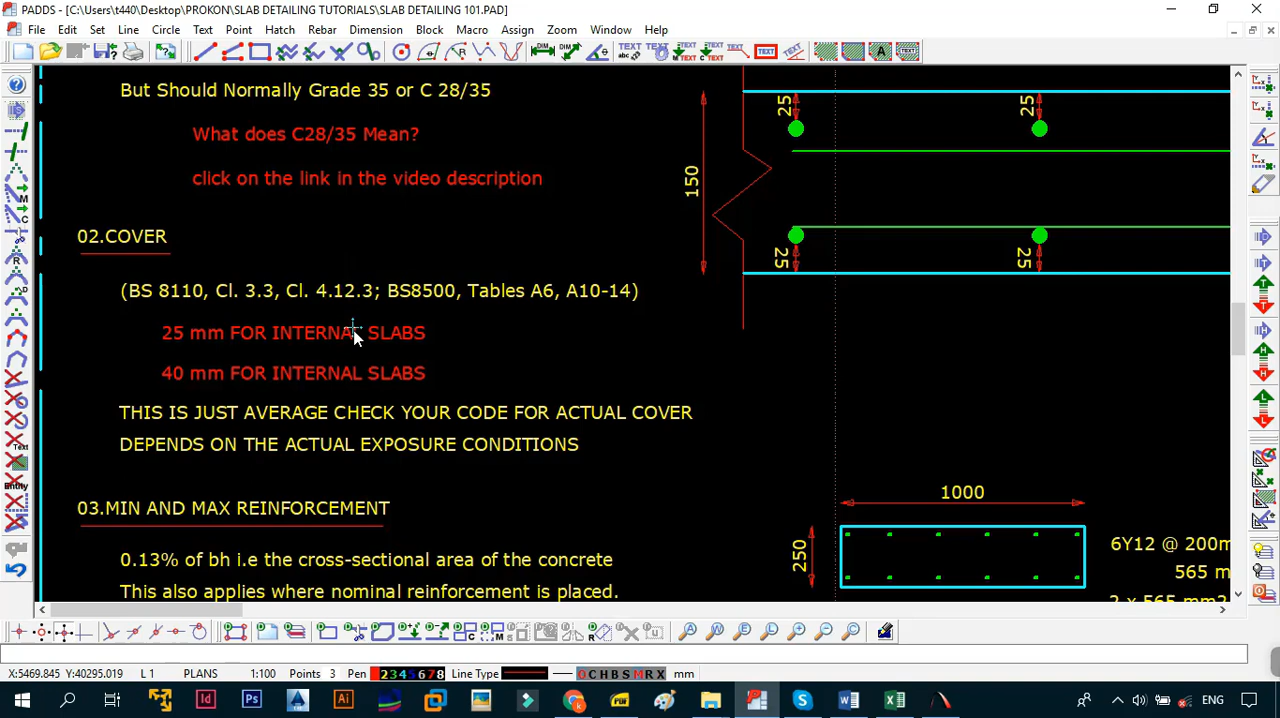 PADDS - [C:\Users\t440\Desktop\PROKON\SLAB DETAILING TUTORIALS\SLAB DETAILING 101.PAD]
File Edit Set Line Circle Text Point Hatch Rebar Dimension Block Macro Assign Zoom Window Help
But Should Normally Grade 35 or C 28/35
What does C28/35 Mean?
click on the link in the video description
02.COVER
(BS 8110, Cl. 3.3, Cl. 4.12.3; BS8500, Tables A6, A10-14)
25 mm FOR INTERNAL SLABS
40 mm FOR INTERNAL SLABS
THIS IS JUST AVERAGE CHECK YOUR CODE FOR ACTUAL COVER
DEPENDS ON THE ACTUAL EXPOSURE CONDITIONS
03.MIN AND MAX REINFORCEMENT
0.13% of bh i.e the cross-sectional area of the concrete
This also applies where nominal reinforcement is placed.
25
25
150
25
25
1000
250
6Y12 @ 200m
565 m
2 x 565 mm2
X:5469.845 Y:40295.019 L 1 PLANS 1:100 Points 3 Pen 12345678 Line Type OCHBSMRX mm
ENG